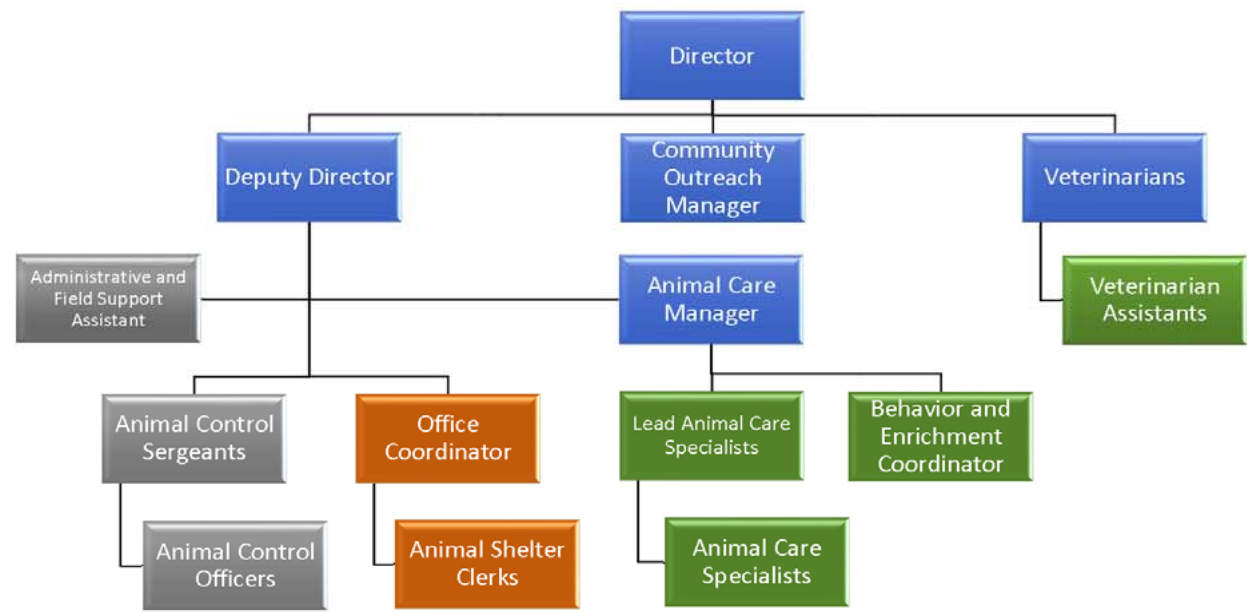 Director
Deputy Director
Community
Outreach
Manager
Veterinarians
Administrative and
Field Support
Assistant
Animal Care
Manager
Veterinarian
Assistants
Animal Control
Sergeants
Office
Coordinator
Lead Animal Care
Specialists
Behavior and
Enrichment
Coordinator
Animal Control
Officers
Animal Shelter
Clerks
Animal Care
Specialists